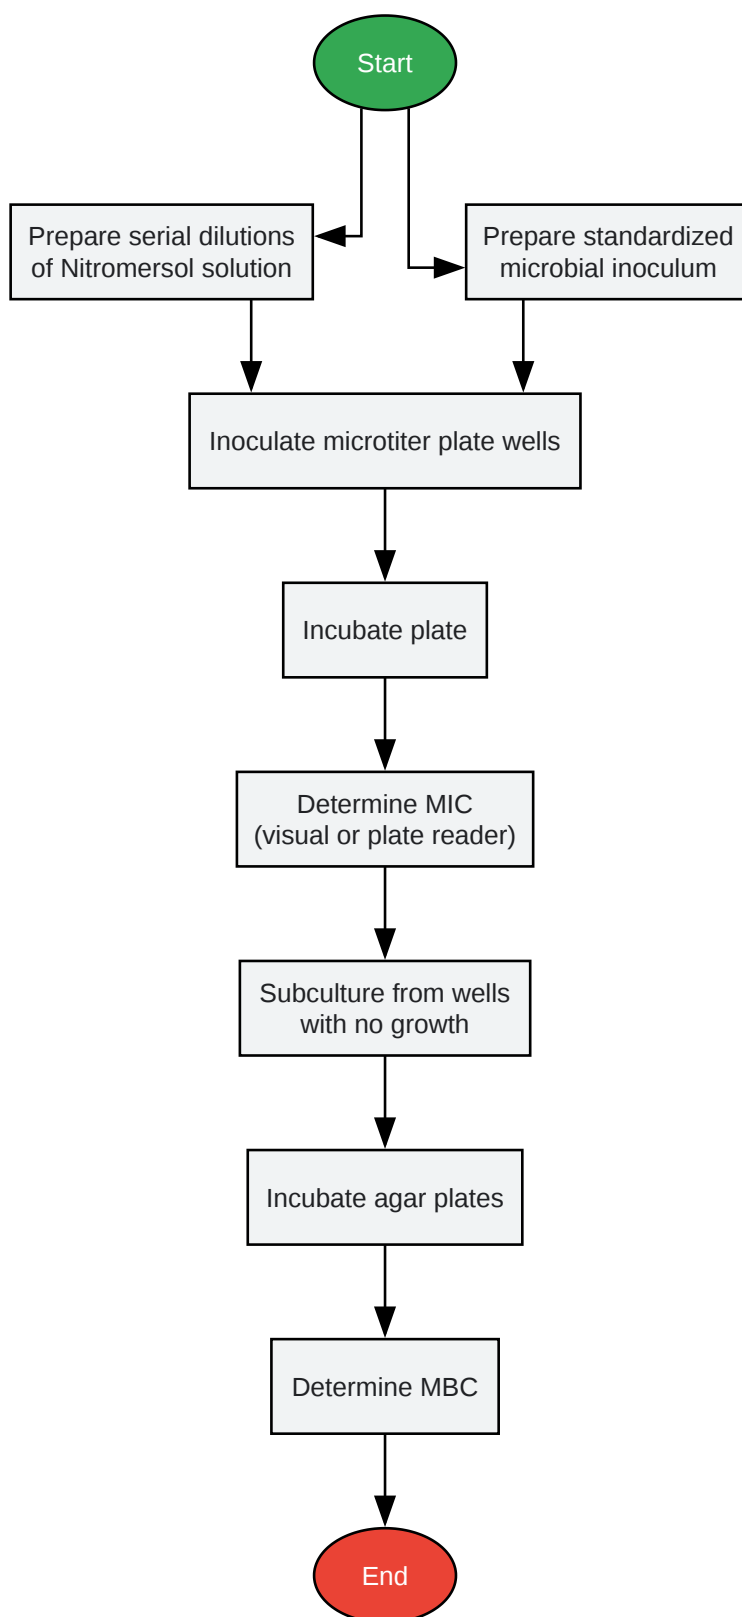 Start
Prepare serial dilutions
of Nitromersol solution
Prepare standardized
microbial inoculum
Inoculate microtiter plate wells
Incubate plate
Determine MIC
(visual or plate reader)
Subculture from wells
with no growth
Incubate agar plates
Determine MBC
End